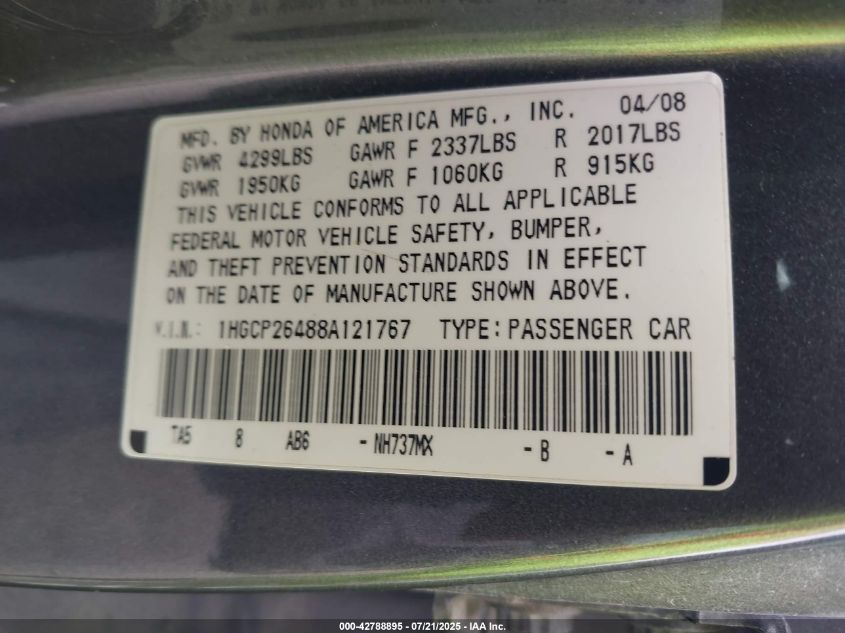 MFD. BY HONDA OF AMERICA MFG., INC. 04/08
GVWR 4299LBS GAWR F 2337LBS R 2017LBS
GVWR 1950KG GAWR F 1060KG R 915KG
THIS VEHICLE CONFORMS TO ALL APPLICABLE
FEDERAL MOTOR VEHICLE SAFETY, BUMPER,
AND THEFT PREVENTION STANDARDS IN EFFECT
ON THE DATE OF MANUFACTURE SHOWN ABOVE.
V.I.N.: 1HGCP26488A121767 TYPE: PASSENGER CAR
TA5 8 AB6 - NH737MX - B - A
000-42788895 - 07/21/2025 - IAA Inc.